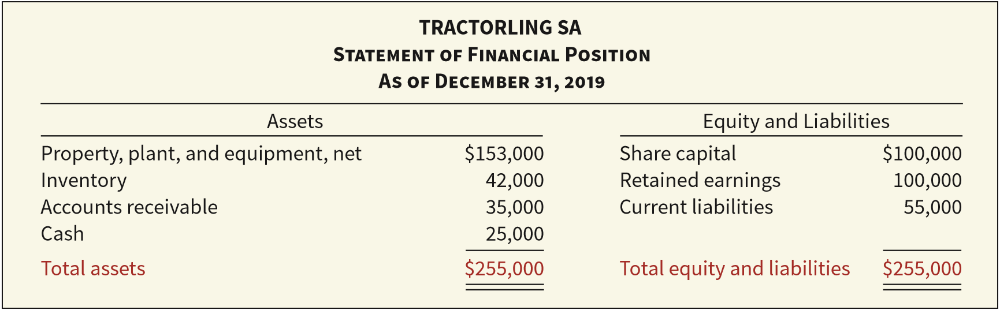 TRACTORLING SA
Statement of Financial Position
As of December 31, 2019
Assets Equity and Liabilities
Property, plant, and equipment, net $153,000 Share capital $100,000
Inventory 42,000 Retained earnings 100,000
Accounts receivable 35,000 Current liabilities 55,000
Cash 25,000
Total assets $255,000 Total equity and liabilities $255,000